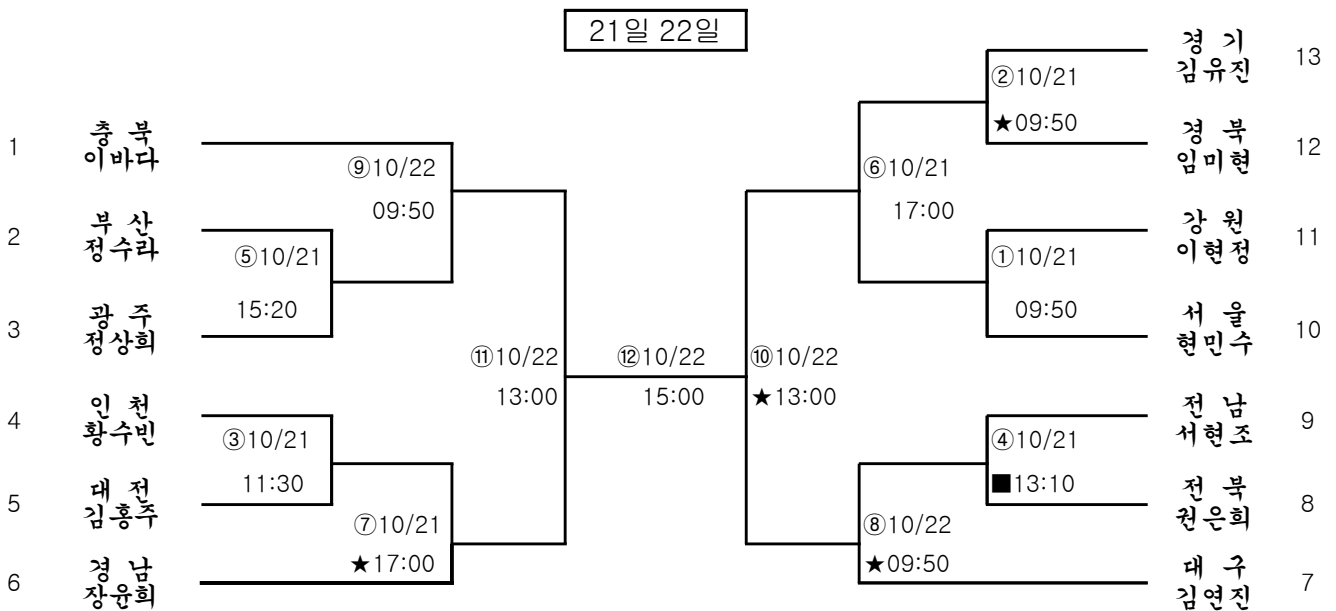 21일 22일
1
충 북
이바다
2
부 산
정수라
3
광 주
정상희
4
인 천
황수빈
5
대 전
김홍주
6
경 남
장윤희
⑨10/22
09:50
⑤10/21
15:20
③10/21
11:30
⑦10/21
★17:00
⑪10/22
13:00
⑫10/22
15:00
⑩10/22
★13:00
②10/21
★09:50
⑥10/21
17:00
①10/21
09:50
④10/21
■13:10
⑧10/22
★09:50
경 기
김유진
13
경 북
임미현
12
강 원
이현정
11
서 울
현민수
10
전 남
서현조
9
전 북
권은희
8
대 구
김연진
7